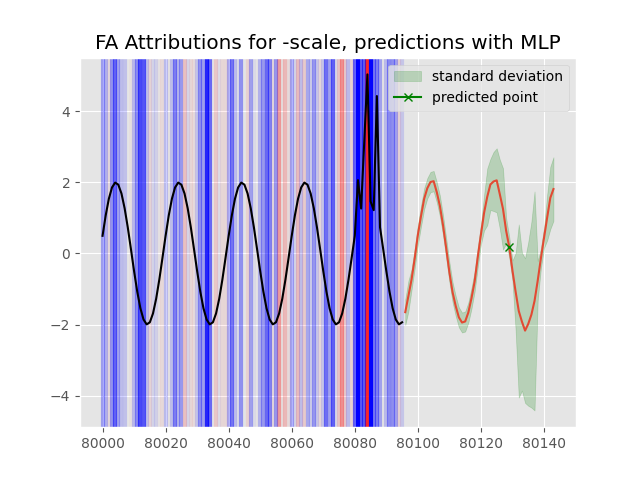 FA Attributions for -scale, predictions with MLP
standard deviation
predicted point
4
2
0
−2
−4
80000 80020 80040 80060 80080 80100 80120 80140